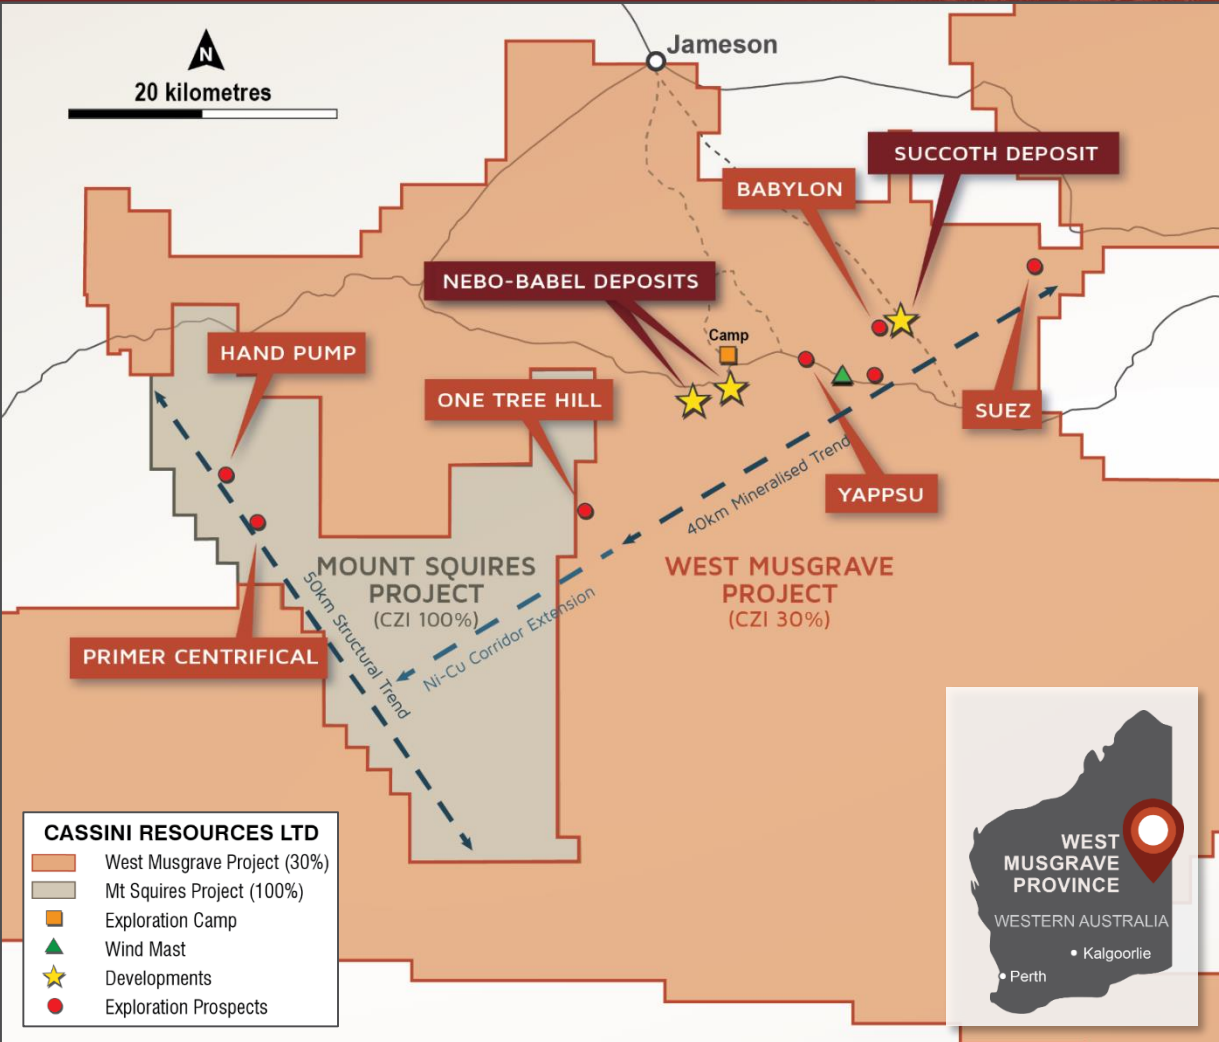 N
20 kilometres
Jameson
SUCCOTH DEPOSIT
BABYLON
NEBO-BABEL DEPOSITS
Camp
HAND PUMP
ONE TREE HILL
SUEZ
YAPPSU
40km Mineralised Trend
MOUNT SQUIRES
PROJECT
(CZI 100%)
WEST MUSGRAVE
PROJECT
(CZI 30%)
50km Structural Trend
Ni-Cu Corridor Extension
PRIMER CENTRIFICAL
CASSINI RESOURCES LTD
West Musgrave Project (30%)
Mt Squires Project (100%)
Exploration Camp
Wind Mast
Developments
Exploration Prospects
WEST
MUSGRAVE
PROVINCE
WESTERN AUSTRALIA
Kalgoorlie
Perth